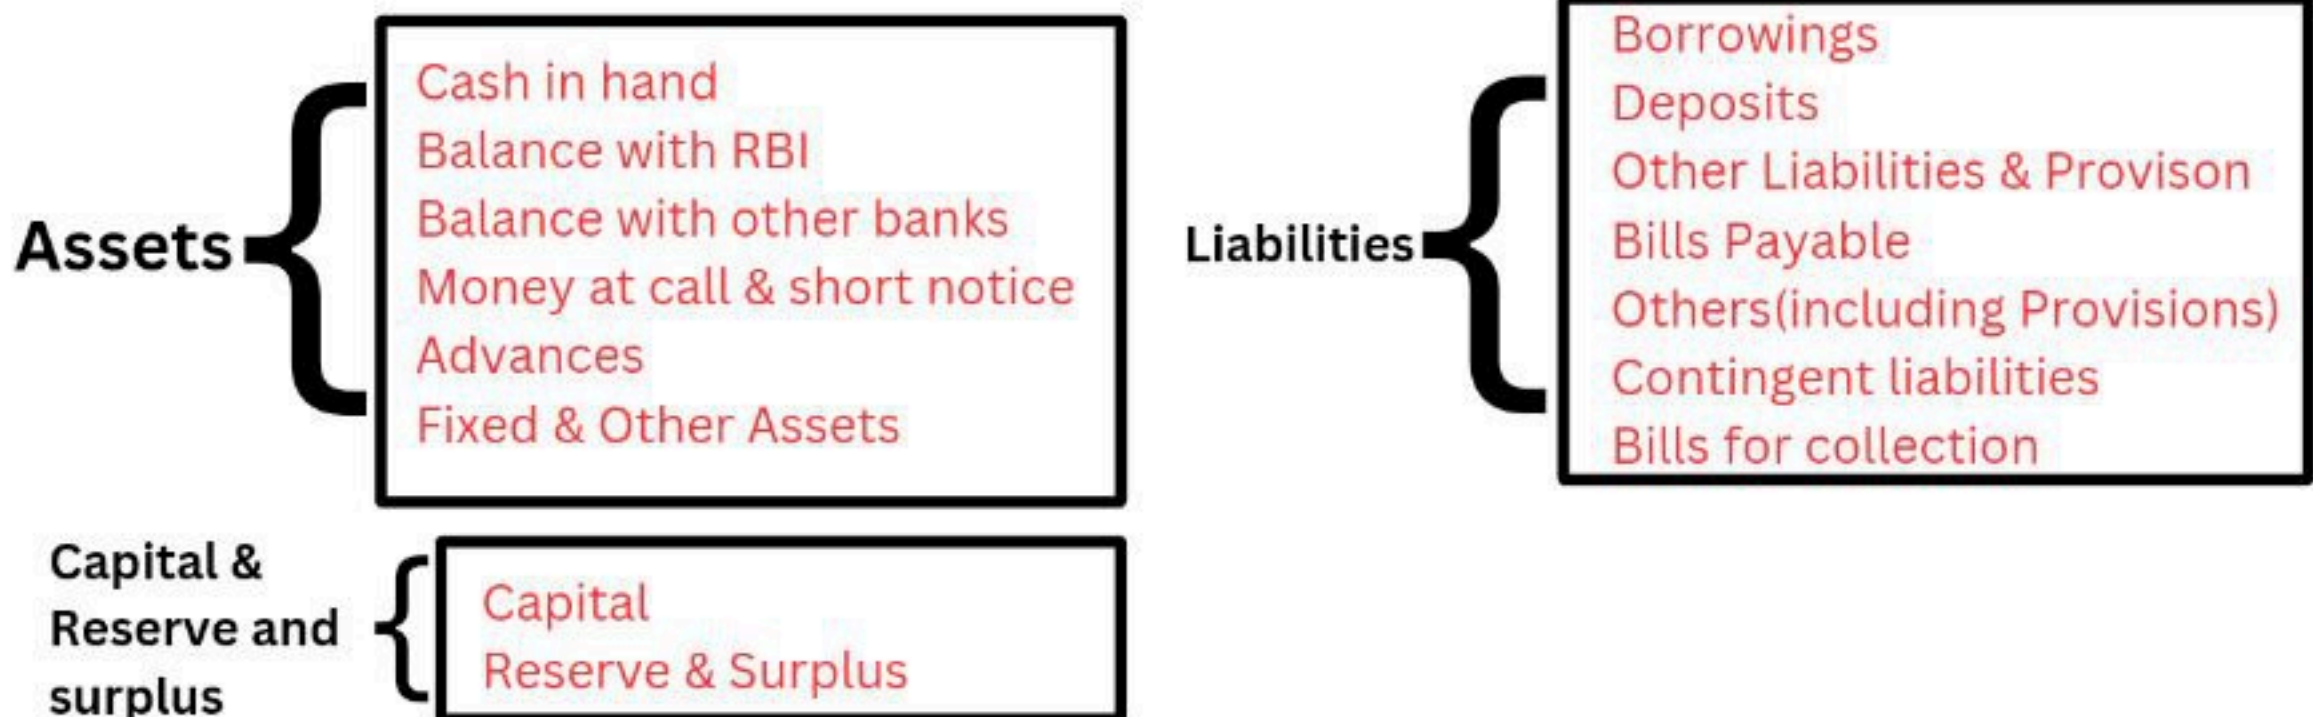 Assets
Cash in hand
Balance with RBI
Balance with other banks
Money at call & short notice
Advances
Fixed & Other Assets
Liabilities
Borrowings
Deposits
Other Liabilities & Provison
Bills Payable
Others(including Provisions)
Contingent liabilities
Bills for collection
Capital &
Reserve and
surplus
Capital
Reserve & Surplus